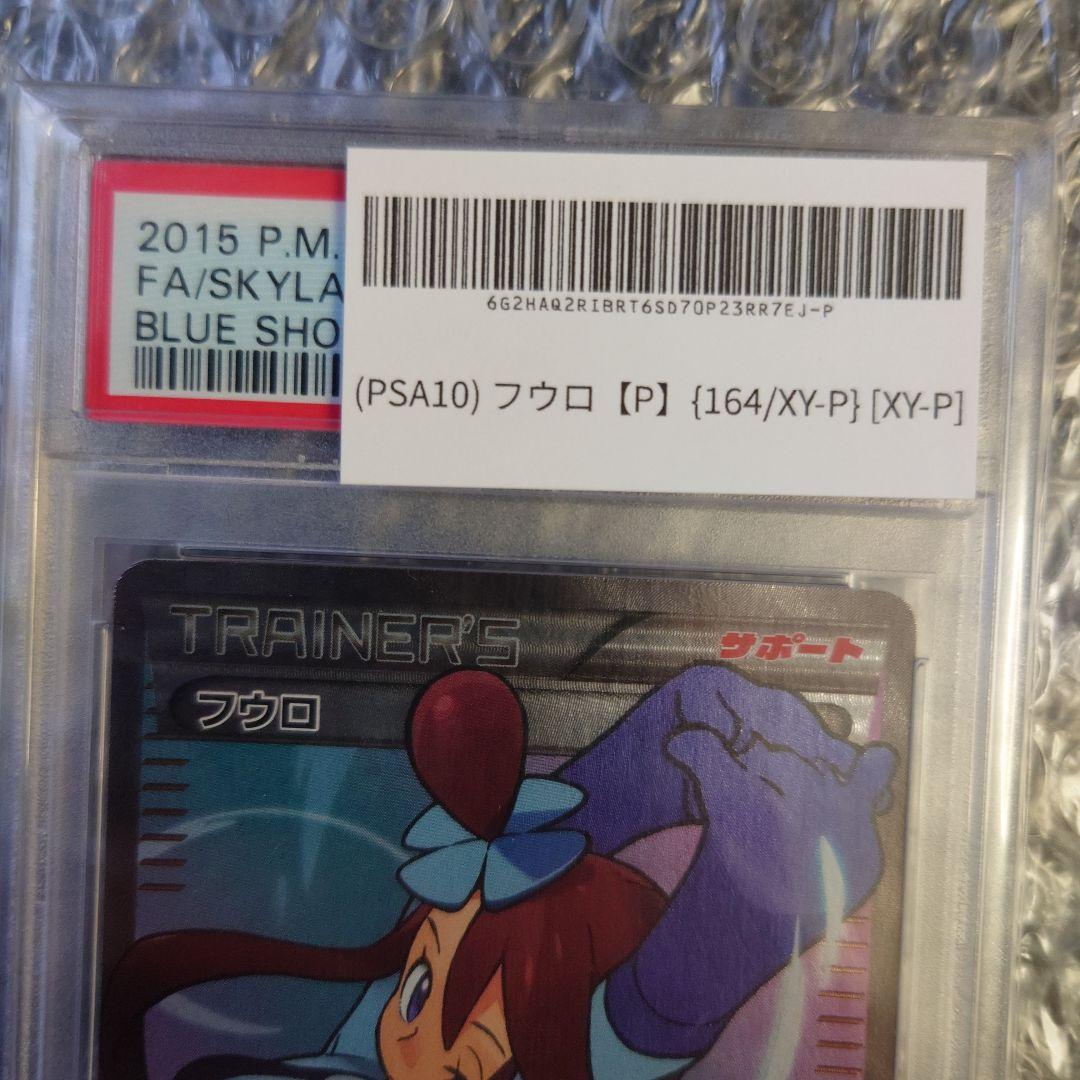 2015 P.M.
FA/SKYLA
BLUE SHO
6G2HAQ2RIBRT6SD70P23RR7EJ-P
(PSA10) フウロ【P】{164/XY-P} [XY-P]
TRAINER'S
サポート
フウロ